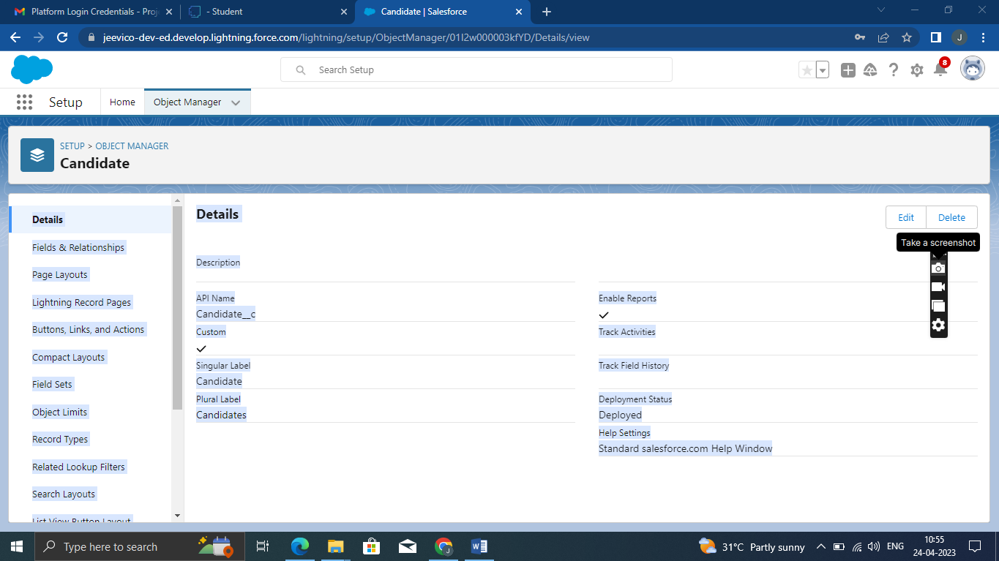 Platform Login Credentials - Proj
- Student
Candidate | Salesforce
jeevico-dev-ed.develop.lightning.force.com/lightning/setup/ObjectManager/01I2w000003kfYD/Details/view
J
Search Setup
8
Setup
Home
Object Manager
SETUP > OBJECT MANAGER
Candidate
Details
Fields & Relationships
Page Layouts
Lightning Record Pages
Buttons, Links, and Actions
Compact Layouts
Field Sets
Object Limits
Record Types
Related Lookup Filters
Search Layouts
List View Button Layout
Details
Edit
Delete
Take a screenshot
Description
API Name
Candidate__c
Custom
Singular Label
Candidate
Plural Label
Candidates
Enable Reports
Track Activities
Track Field History
Deployment Status
Deployed
Help Settings
Standard salesforce.com Help Window
Type here to search
31°C Partly sunny
ENG
10:55
24-04-2023